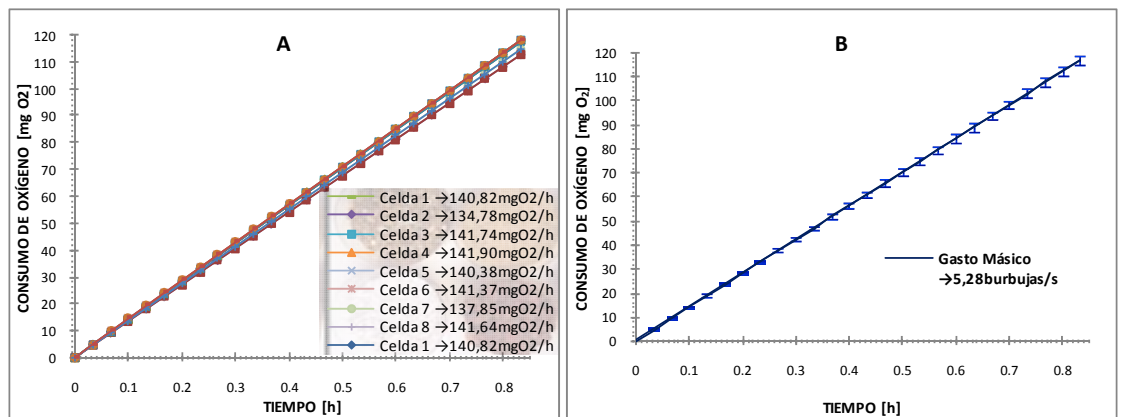 A
CONSUMO DE OXÍGENO [mg O2]
120
110
100
90
80
70
60
50
40
30
20
10
0
0
0.1
0.2
0.3
0.4
0.5
0.6
0.7
0.8
TIEMPO [h]
Celda 1 →140,82mgO2/h
Celda 2 →134,78mgO2/h
Celda 3 →141,74mgO2/h
Celda 4 →141,90mgO2/h
Celda 5 →140,38mgO2/h
Celda 6 →141,37mgO2/h
Celda 7 →137,85mgO2/h
Celda 8 →141,64mgO2/h
Celda 1 →140,82mgO2/h
B
CONSUMO DE OXÍGENO [mg O₂]
120
110
100
90
80
70
60
50
40
30
20
10
0
0
0.1
0.2
0.3
0.4
0.5
0.6
0.7
0.8
TIEMPO [h]
Gasto Másico
→5,28burbujas/s